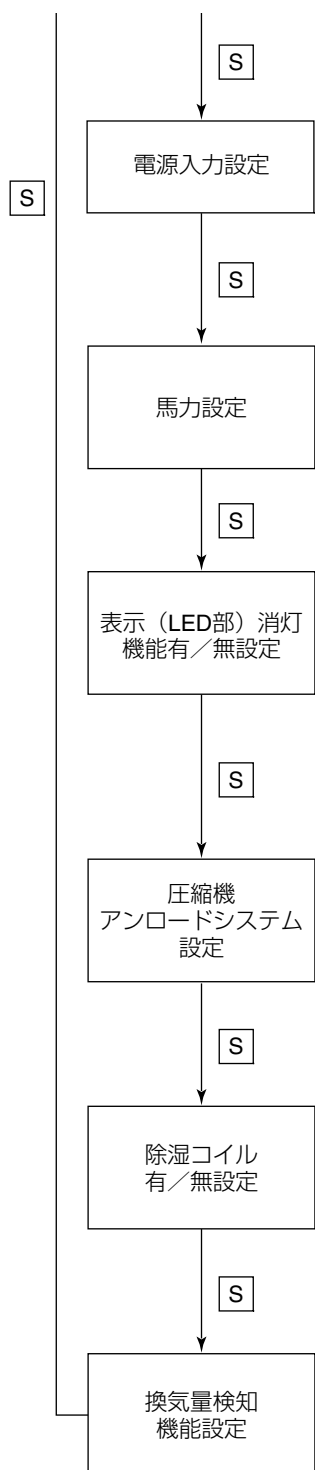 S
電源入力設定
S
S
馬力設定
S
表示（LED部）消灯
機能有／無設定
S
圧縮機
アンロードシステム
設定
S
除湿コイル
有／無設定
S
換気量検知
機能設定